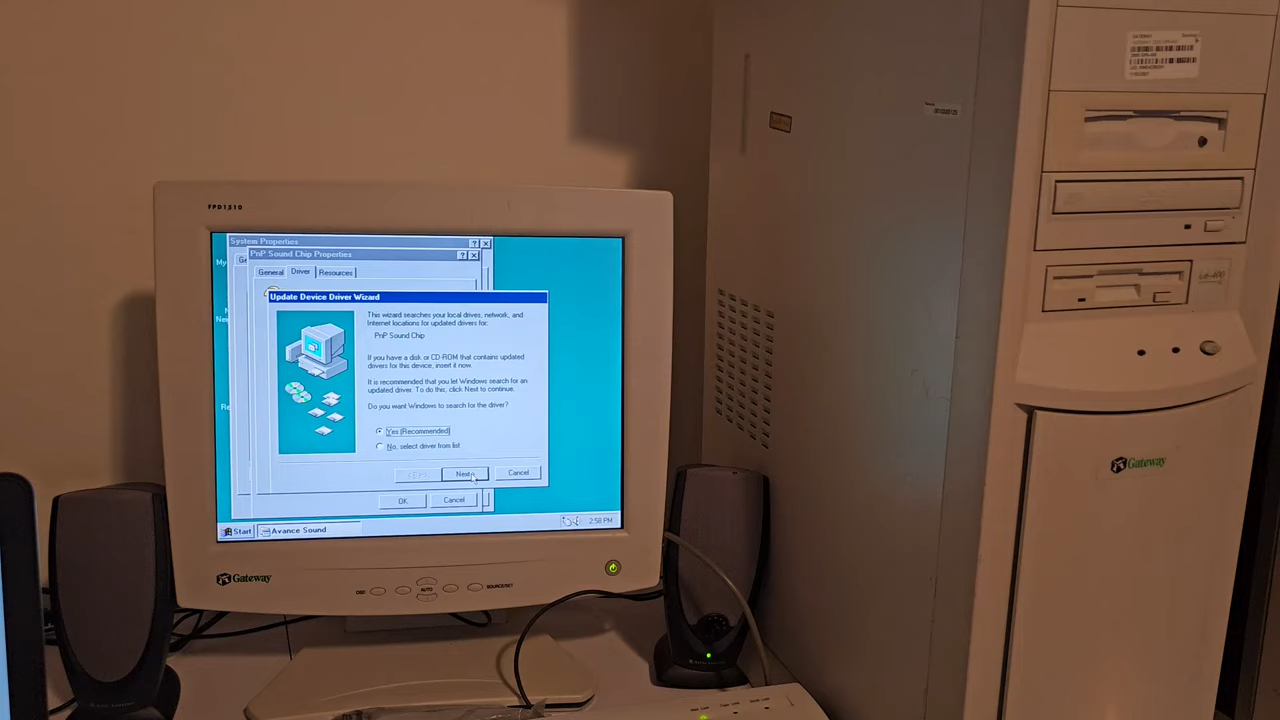 FPD1510
System Properties
PnP Sound Chip Properties
General
Driver
Resources
Update Device Driver Wizard
This wizard searches your local drives, network, and
Internet locations for updated drivers for:
PnP Sound Chip
If you have a disk or CD-ROM that contains updated
drivers for this device, insert it now.
It is recommended that you let Windows search for an
updated driver. To do this, click Next to continue.
Do you want Windows to search for the driver?
Yes (Recommended)
No, select driver from list
Next
Cancel
OK
Cancel
Start
Avance Sound
2:58 PM
Gateway
AUTO
GATEWAY
Gateway